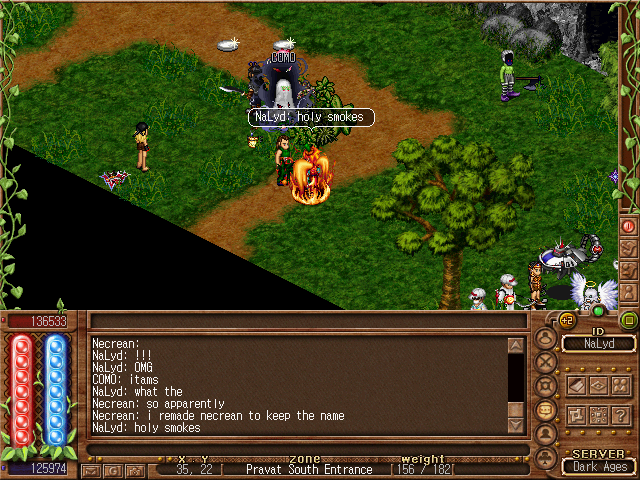 COMO
NaLyd: holy smokes
136533
Necrean:
NaLyd: !!!
NaLyd: OMG
COMO: itams
NaLyd: what the
Necrean: so apparently
Necrean: i remade necrean to keep the name
NaLyd: holy smokes
+2
ID
NaLyd
?
125974
x y zone weight
35, 22 Pravat South Entrance 156 / 182
SERVER
Dark Ages